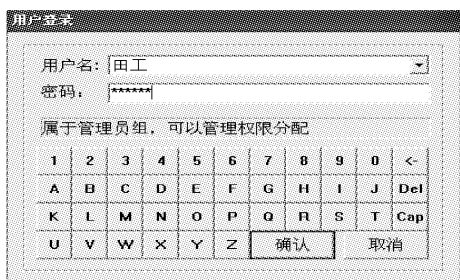 用户登录
用户名: 田工
密码: ******
属于管理员组，可以管理权限分配
1 2 3 4 5 6 7 8 9 0 <-
A B C D E F G H I J Del
K L M N O P Q R S T Cap
U V W X Y Z 确认 取消